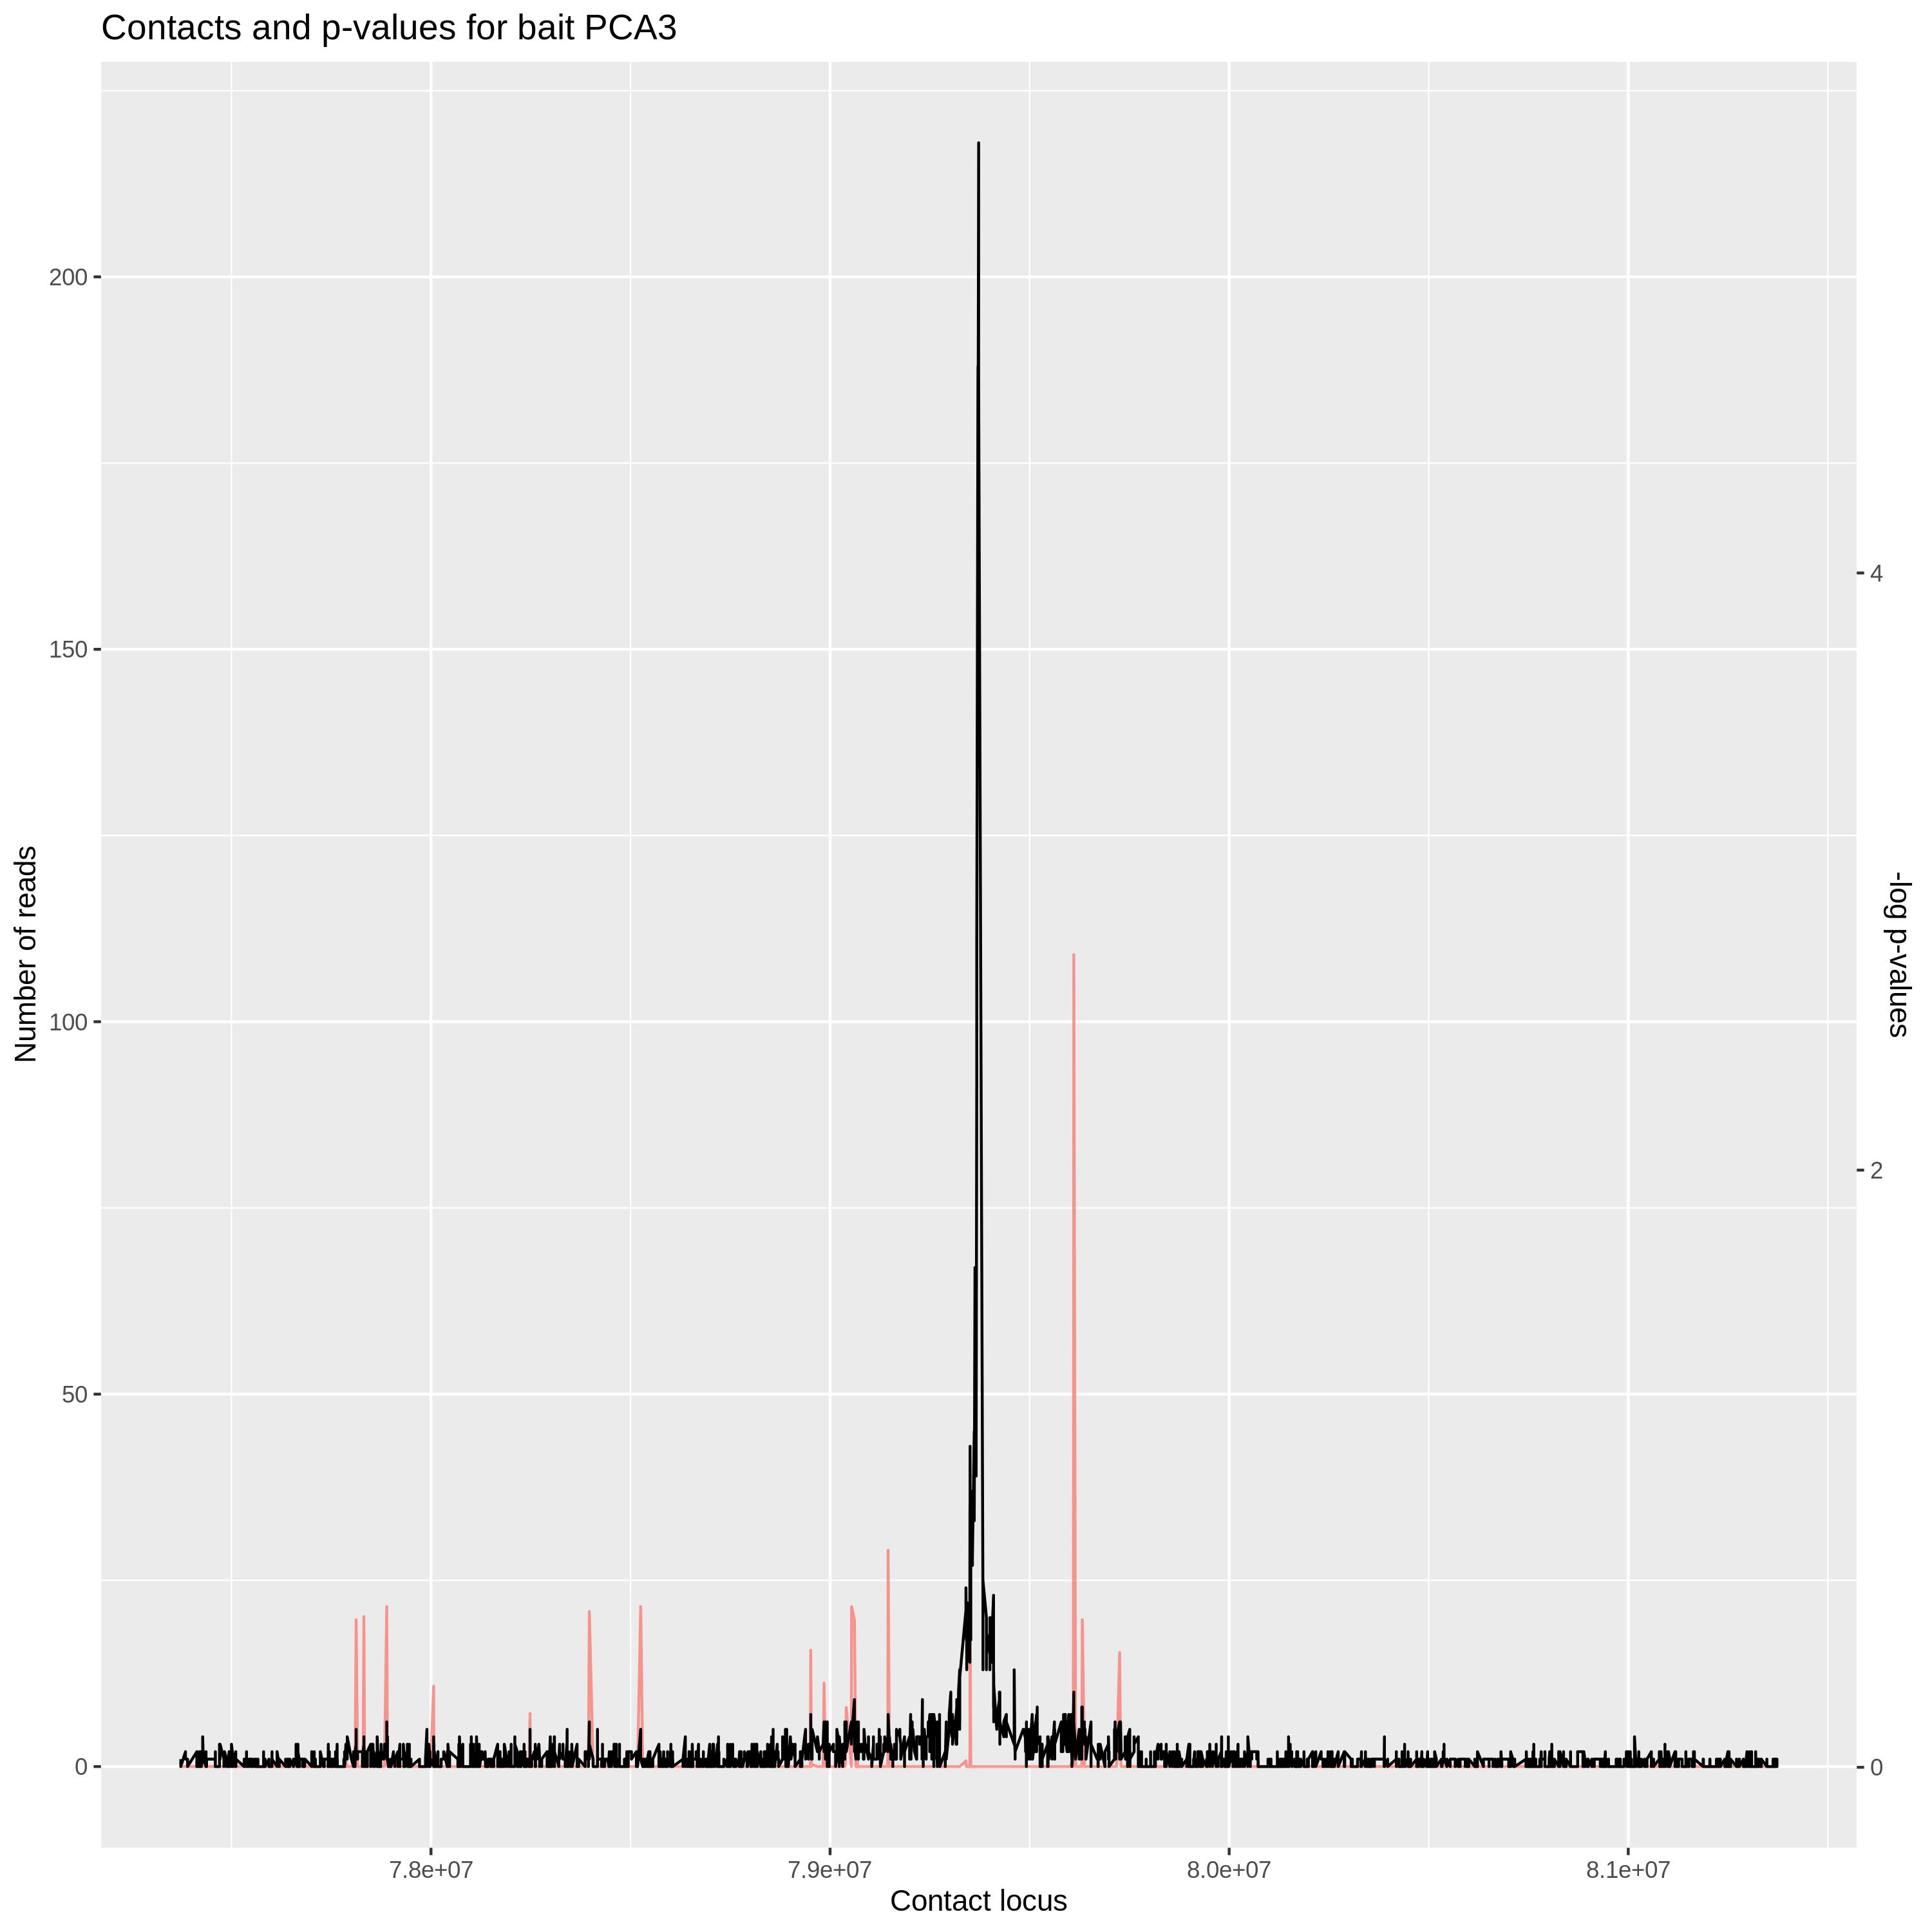 Contacts and p-values for bait PCA3
Number of reads
200
150
100
50
0
4
2
0
-log p-values
7.8e+07
7.9e+07
8.0e+07
8.1e+07
Contact locus